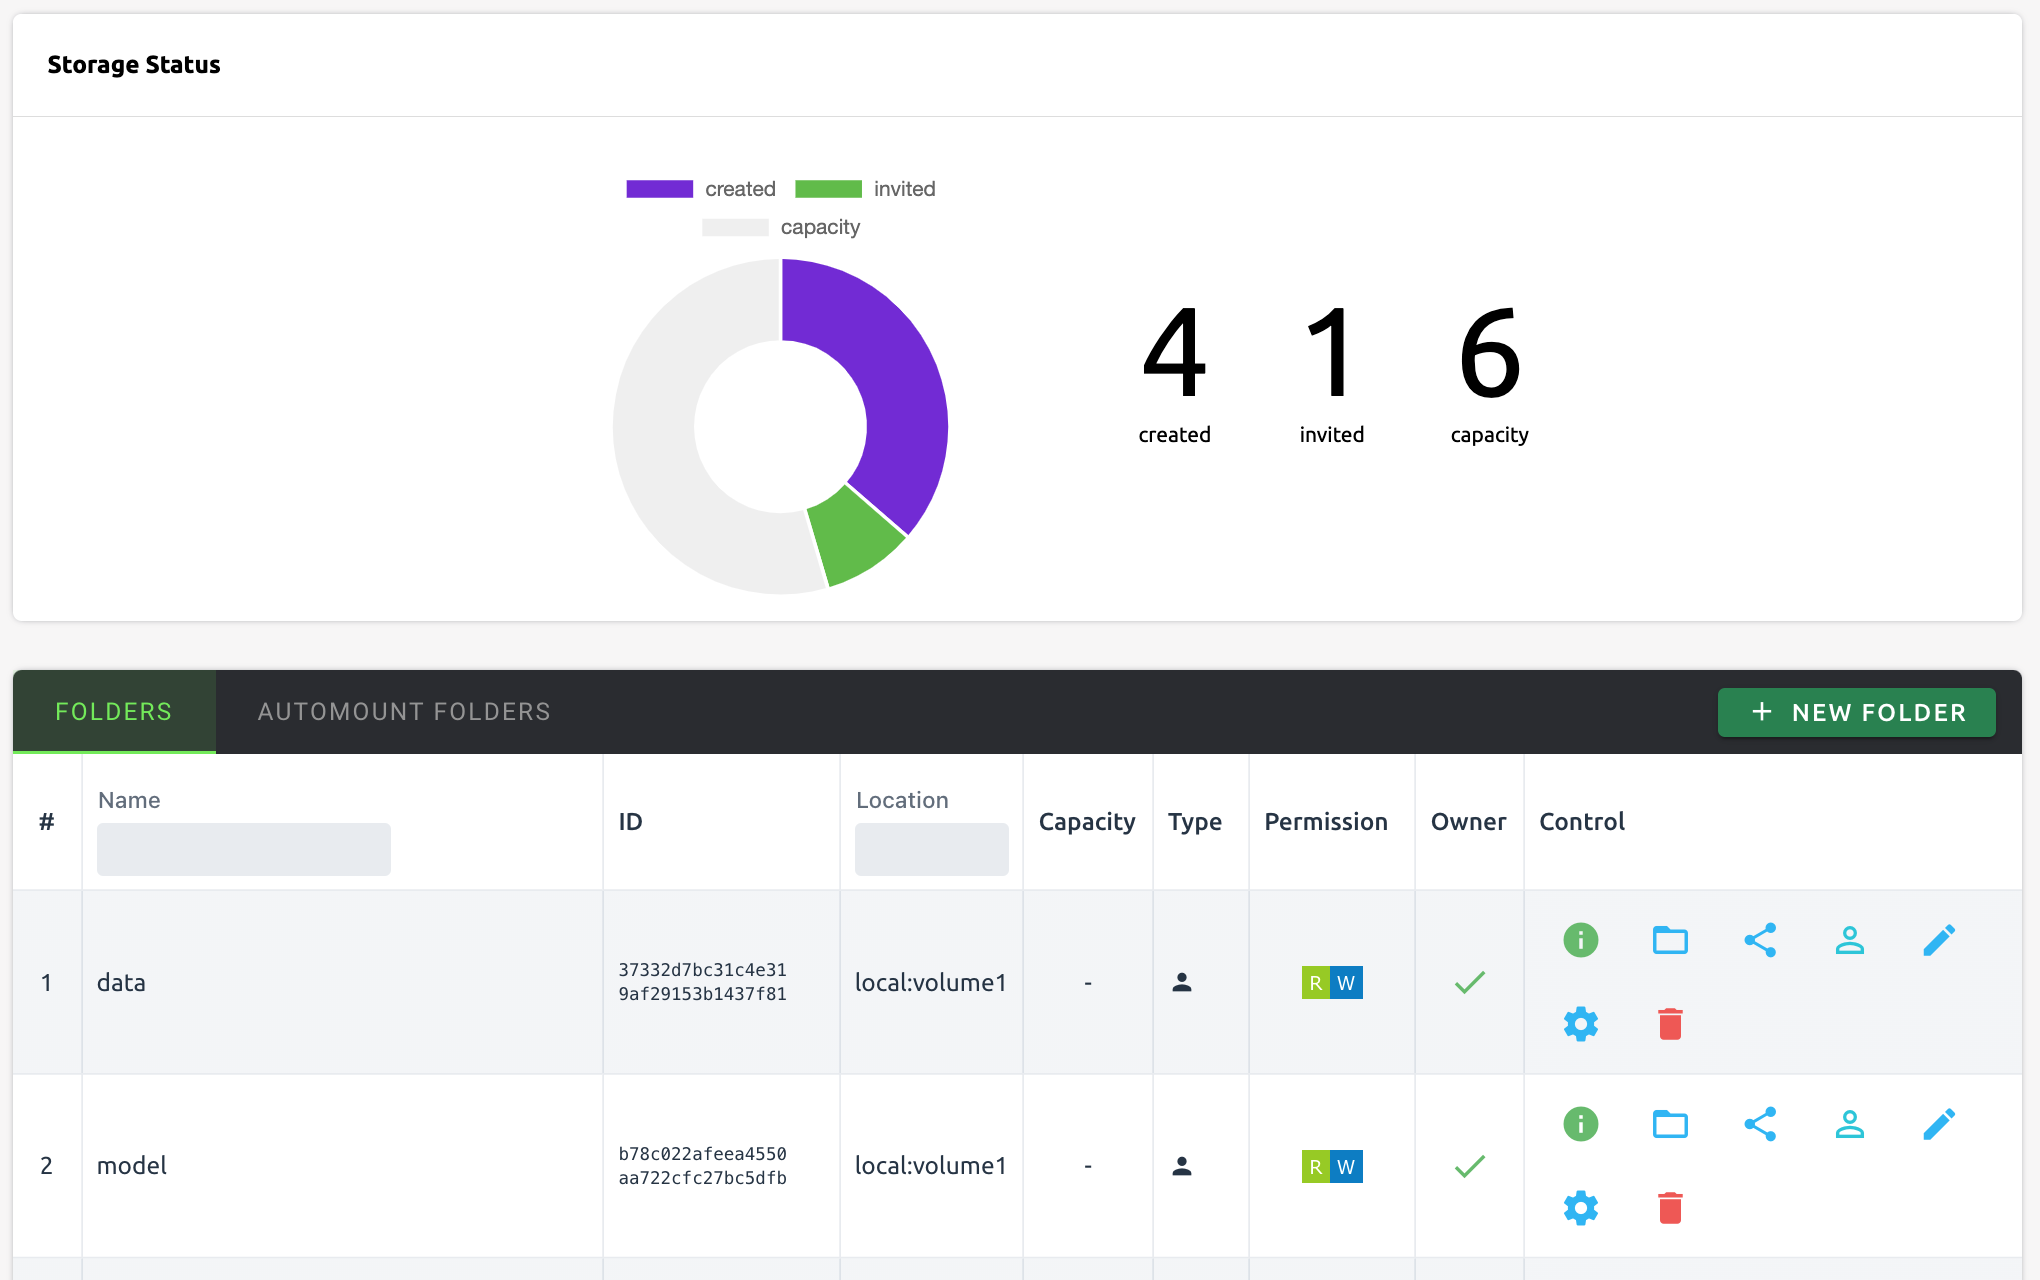 Storage Status
created invited
capacity
4 1 6
created invited capacity
FOLDERS AUTOMOUNT FOLDERS + NEW FOLDER
# Name ID Location Capacity Type Permission Owner Control
1 data 37332d7bc31c4e31 local:volume1 - R W
9af29153b1437f81
2 model b78c022afeea4550 local:volume1 - R W
aa722cfc27bc5dfb